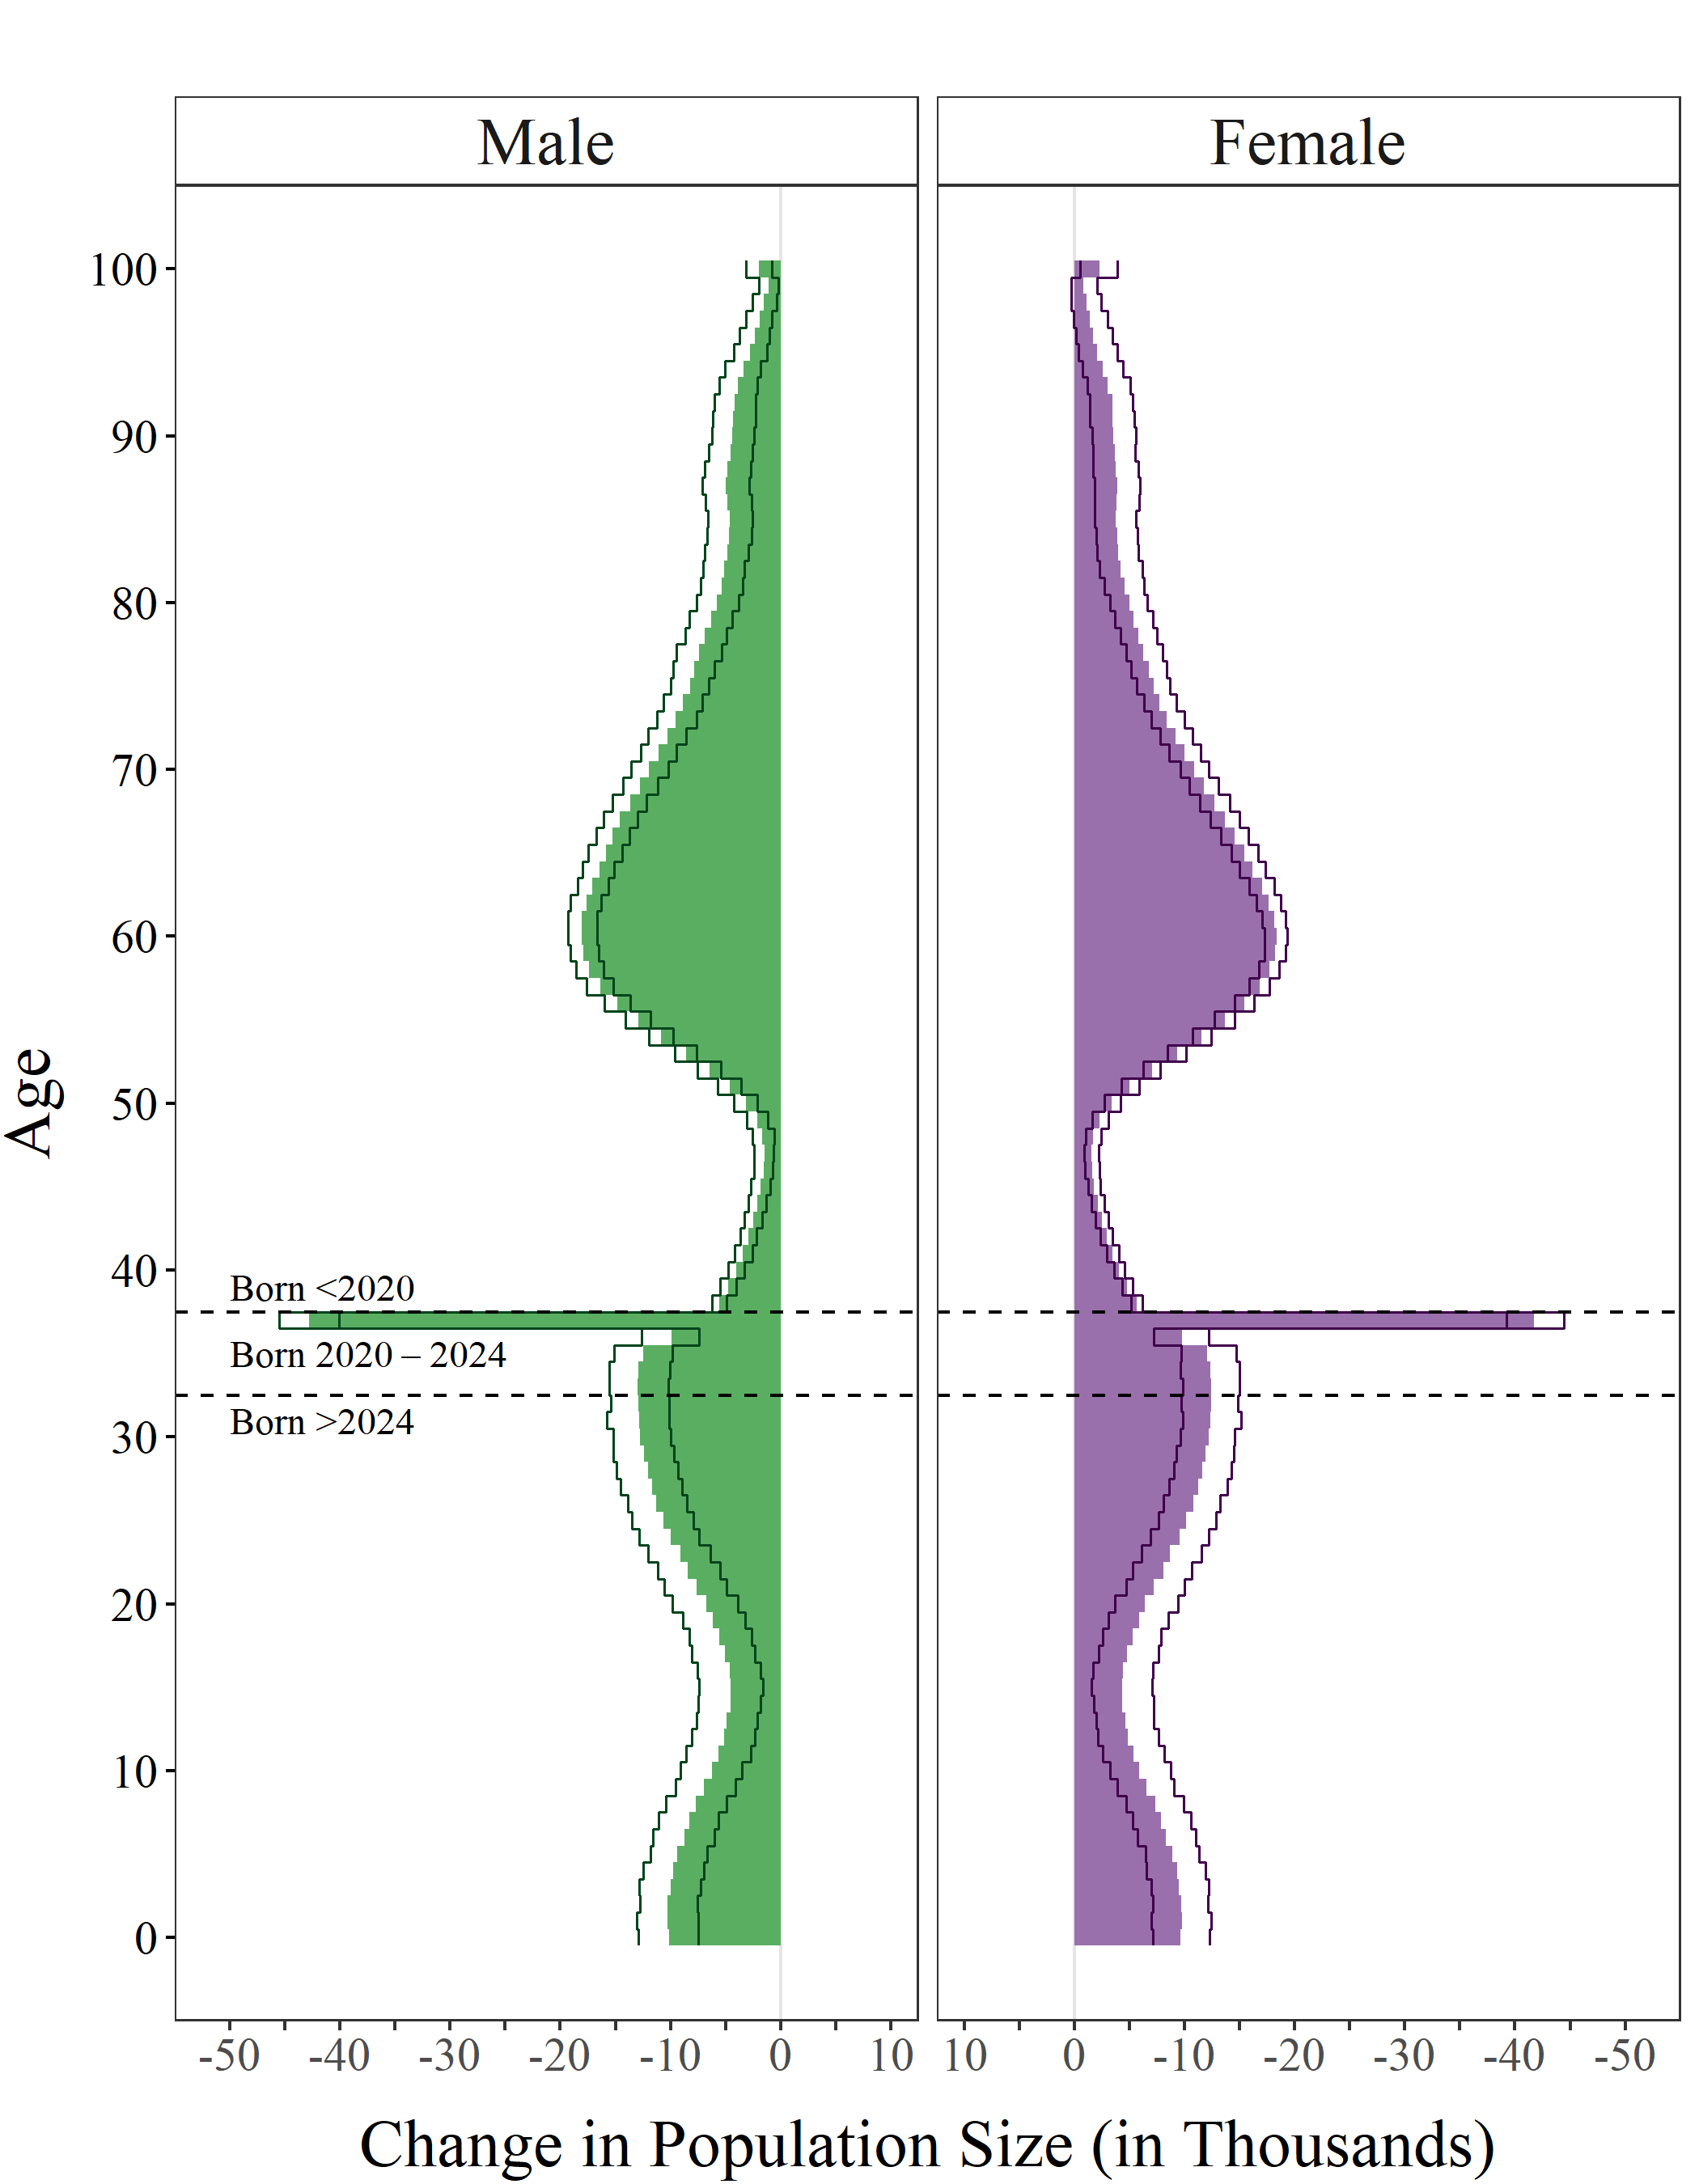 Male
Female
Age
100
90
80
70
60
50
40
30
20
10
0
Born <2020
Born 2020 – 2024
Born >2024
-50 -40 -30 -20 -10 0 10
10 0 -10 -20 -30 -40 -50
Change in Population Size (in Thousands)